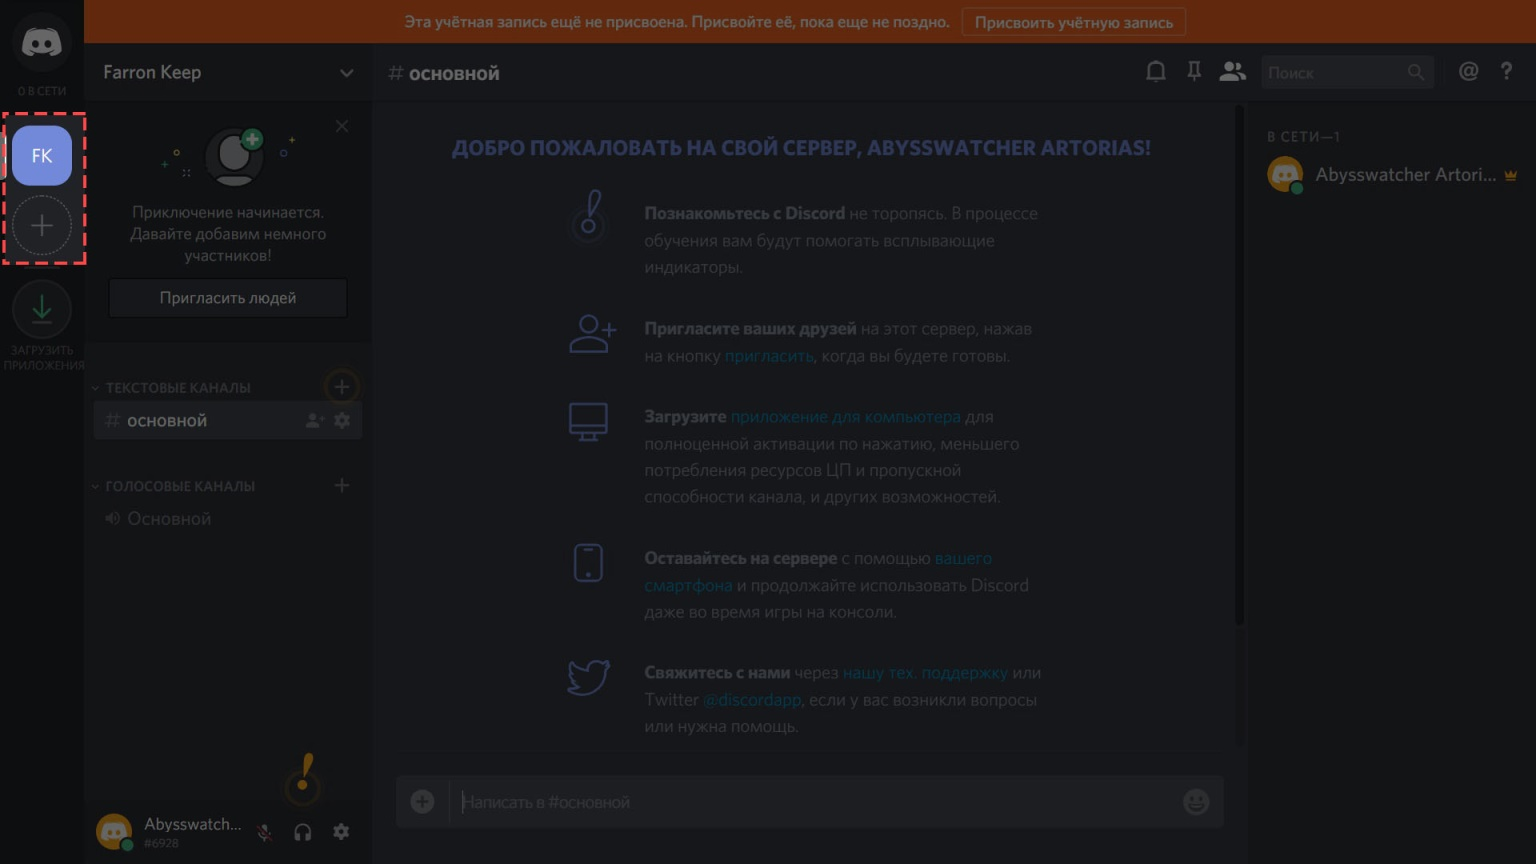 Эта учётная запись ещё не присвоена. Присвойте её, пока еще не поздно.
Присвоить учётную запись
0 В СЕТИ
FK
ЗАГРУЗИТЬ
ПРИЛОЖЕНИЯ
Farron Keep
Приключение начинается.
Давайте добавим немного
участников!
Пригласить людей
ТЕКСТОВЫЕ КАНАЛЫ
# основной
ГОЛОСОВЫЕ КАНАЛЫ
Основной
Abysswatch...
#6928
# основной
Поиск
@ ?
ДОБРО ПОЖАЛОВАТЬ НА СВОЙ СЕРВЕР, ABYSSWATCHER ARTORIAS!
Познакомьтесь с Discord не торопясь. В процессе
обучения вам будут помогать всплывающие
индикаторы.
Пригласите ваших друзей на этот сервер, нажав
на кнопку пригласить, когда вы будете готовы.
Загрузите приложение для компьютера для
полноценной активации по нажатию, меньшего
потребления ресурсов ЦП и пропускной
способности канала, и других возможностей.
Оставайтесь на сервере с помощью вашего
смартфона и продолжайте использовать Discord
даже во время игры на консоли.
Свяжитесь с нами через нашу тех. поддержку или
Twitter @discordapp, если у вас возникли вопросы
или нужна помощь.
Написать в #основной
В СЕТИ—1
Abysswatcher Artori...